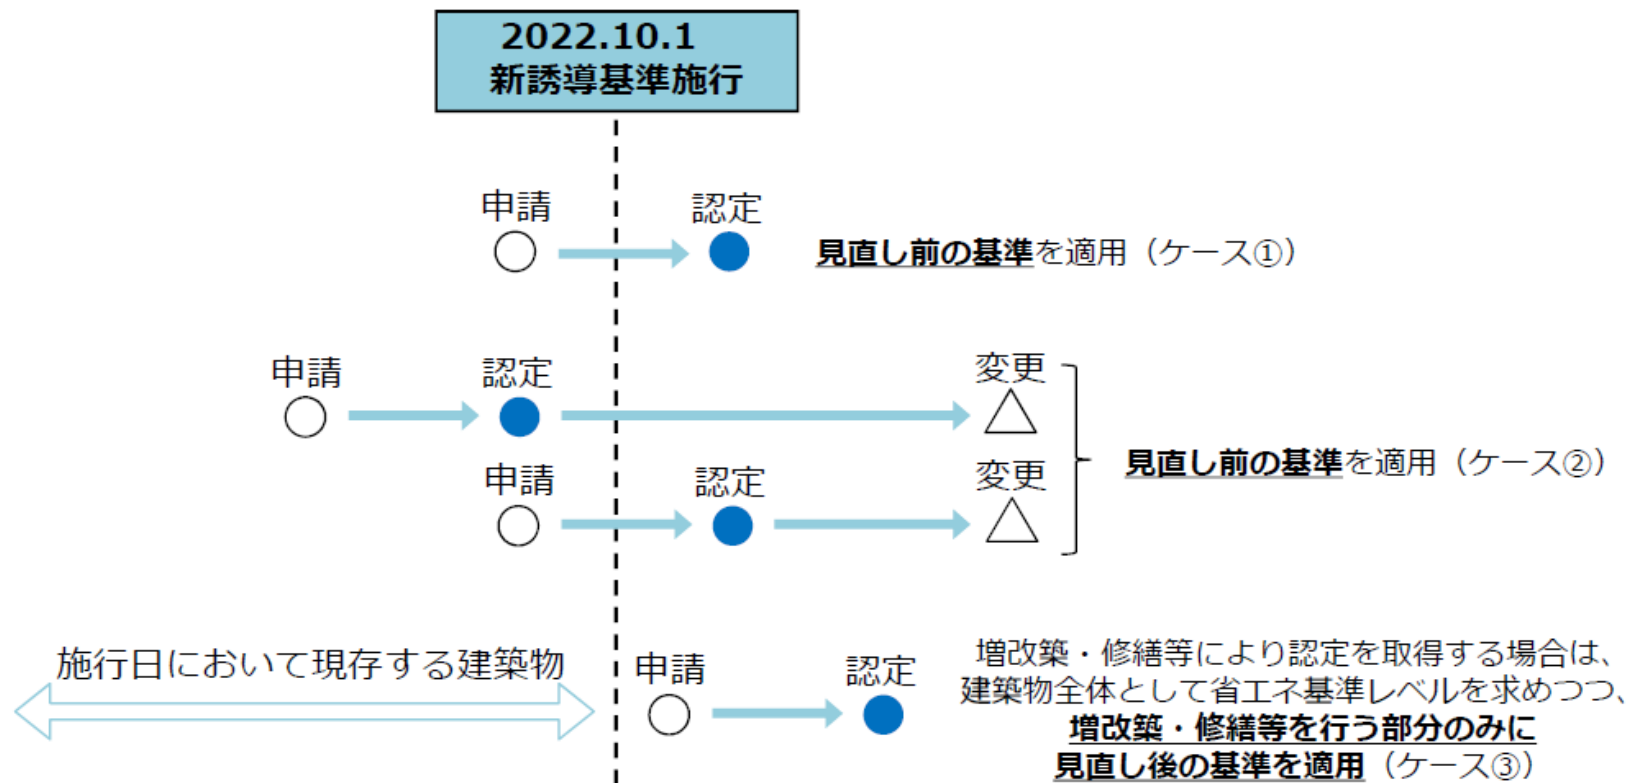 2022.10.1
新誘導基準施行
申請
認定
見直し前の基準を適用（ケース①）
申請
認定
変更
申請
認定
変更
見直し前の基準を適用（ケース②）
施行日において現存する建築物
申請
認定
増改築・修繕等により認定を取得する場合は、
建築物全体として省エネ基準レベルを求めつつ、
増改築・修繕等を行う部分のみに
見直し後の基準を適用（ケース③）